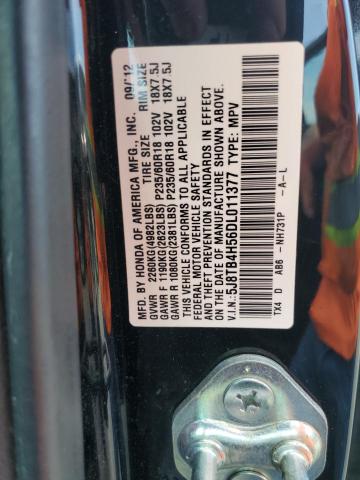 MFD. BY HONDA OF AMERICA MFG., INC. 09/12
TIRE SIZE RIM SIZE
GVWR 2260KG(4982LBS)
GAWR F 1190KG(2623LBS) P235/60R18 102V 18X7.5J
GAWR R 1080KG(2381LBS) P235/60R18 102V 18X7.5J
THIS VEHICLE CONFORMS TO ALL APPLICABLE
FEDERAL MOTOR VEHICLE SAFETY
AND THEFT PREVENTION STANDARDS IN EFFECT
ON THE DATE OF MANUFACTURE SHOWN ABOVE.
V.I.N.: 5J8TB4H56DL011377 TYPE: MPV
TX4 D AB6 -NH731P -A-L